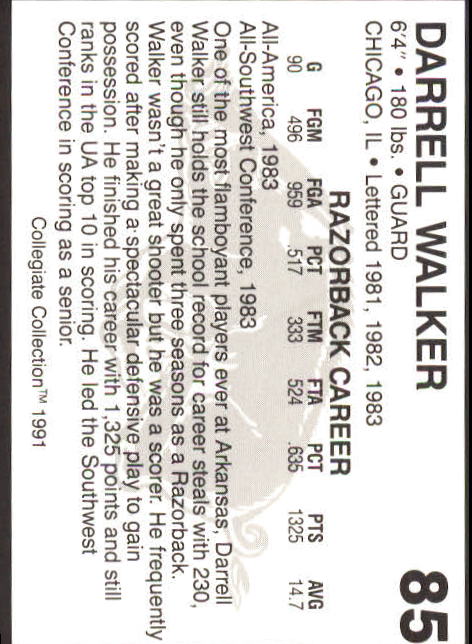 DARRELL WALKER 85
6'4" • 180 lbs. • GUARD
CHICAGO, IL • Lettered 1981, 1982, 1983
RAZORBACK CAREER
G FGM FGA PCT FTM FTA PCT PTS AVG
90 496 959 .517 333 524 .635 1325 14.7
All-America, 1983
All-Southwest Conference, 1983
One of the most flamboyant players ever at Arkansas, Darrell
Walker still holds the school record for career steals with 230,
even though he only spent three seasons as a Razorback.
Walker wasn't a great shooter but he was a scorer. He frequently
scored after making a spectacular defensive play to gain
possession. He finished his career with 1,325 points and still
ranks in the UA top 10 in scoring. He led the Southwest
Conference in scoring as a senior.
Collegiate Collection™ 1991